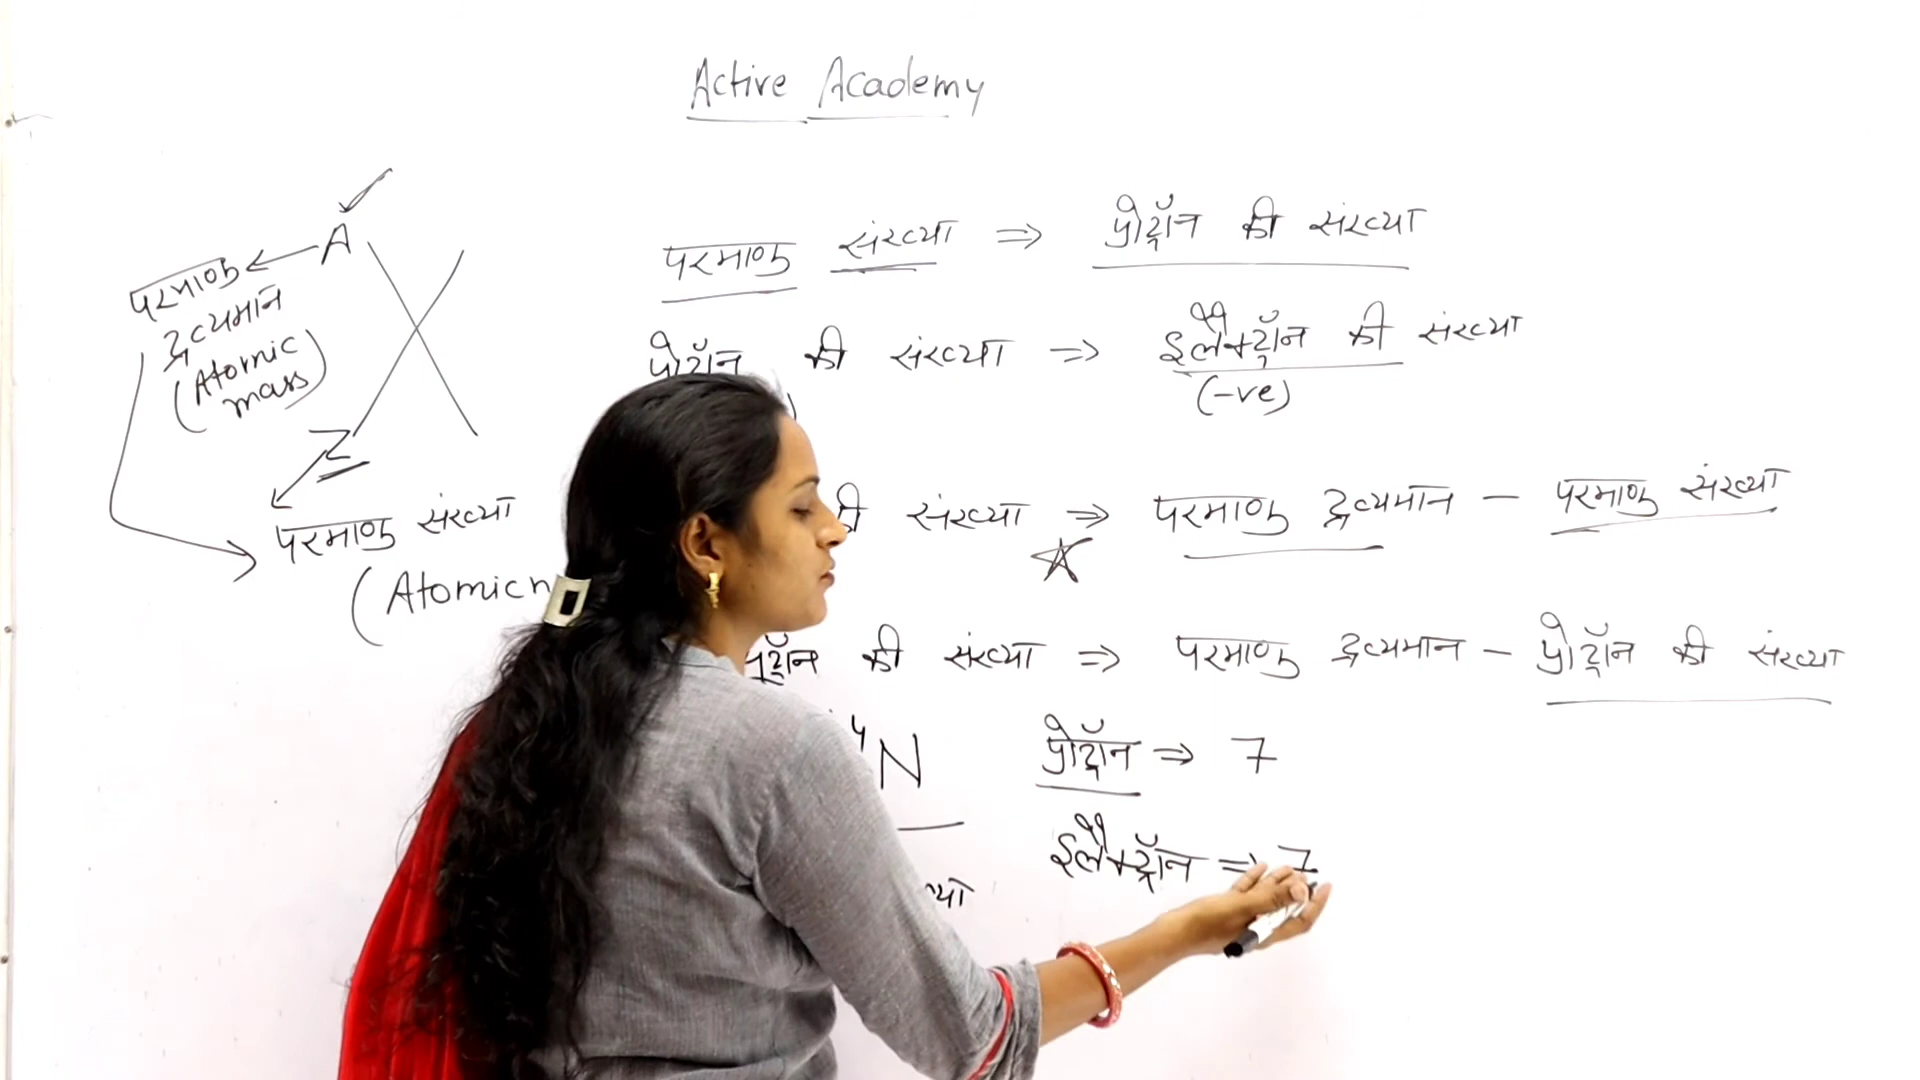 Active Academy
A
परमाणु
द्रव्यमान
(Atomic
mass)
Z
परमाणु संख्या
(Atomic n
परमाणु संख्या ⇒ प्रोट्रॉन की संख्या
प्रोट्रॉन की संख्या ⇒ इलैक्ट्रॉन की संख्या
(-ve)
की संख्या ⇒ परमाणु द्रव्यमान - परमाणु संख्या
की संख्या ⇒ परमाणु द्रव्यमान - प्रोट्रॉन की संख्या
4 N
प्रोट्रॉन ⇒ 7
इलैक्ट्रॉन ⇒ 7